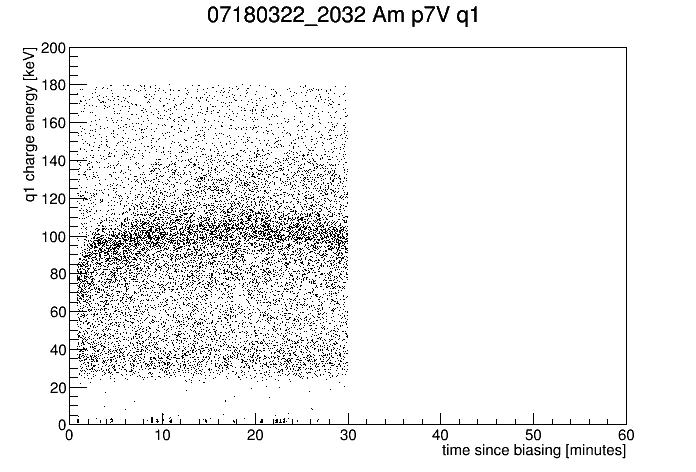 07180322_2032 Am p7V q1
q1 charge energy [keV]
200
180
160
140
120
100
80
60
40
20
0
0 10 20 30 40 50 60
time since biasing [minutes]